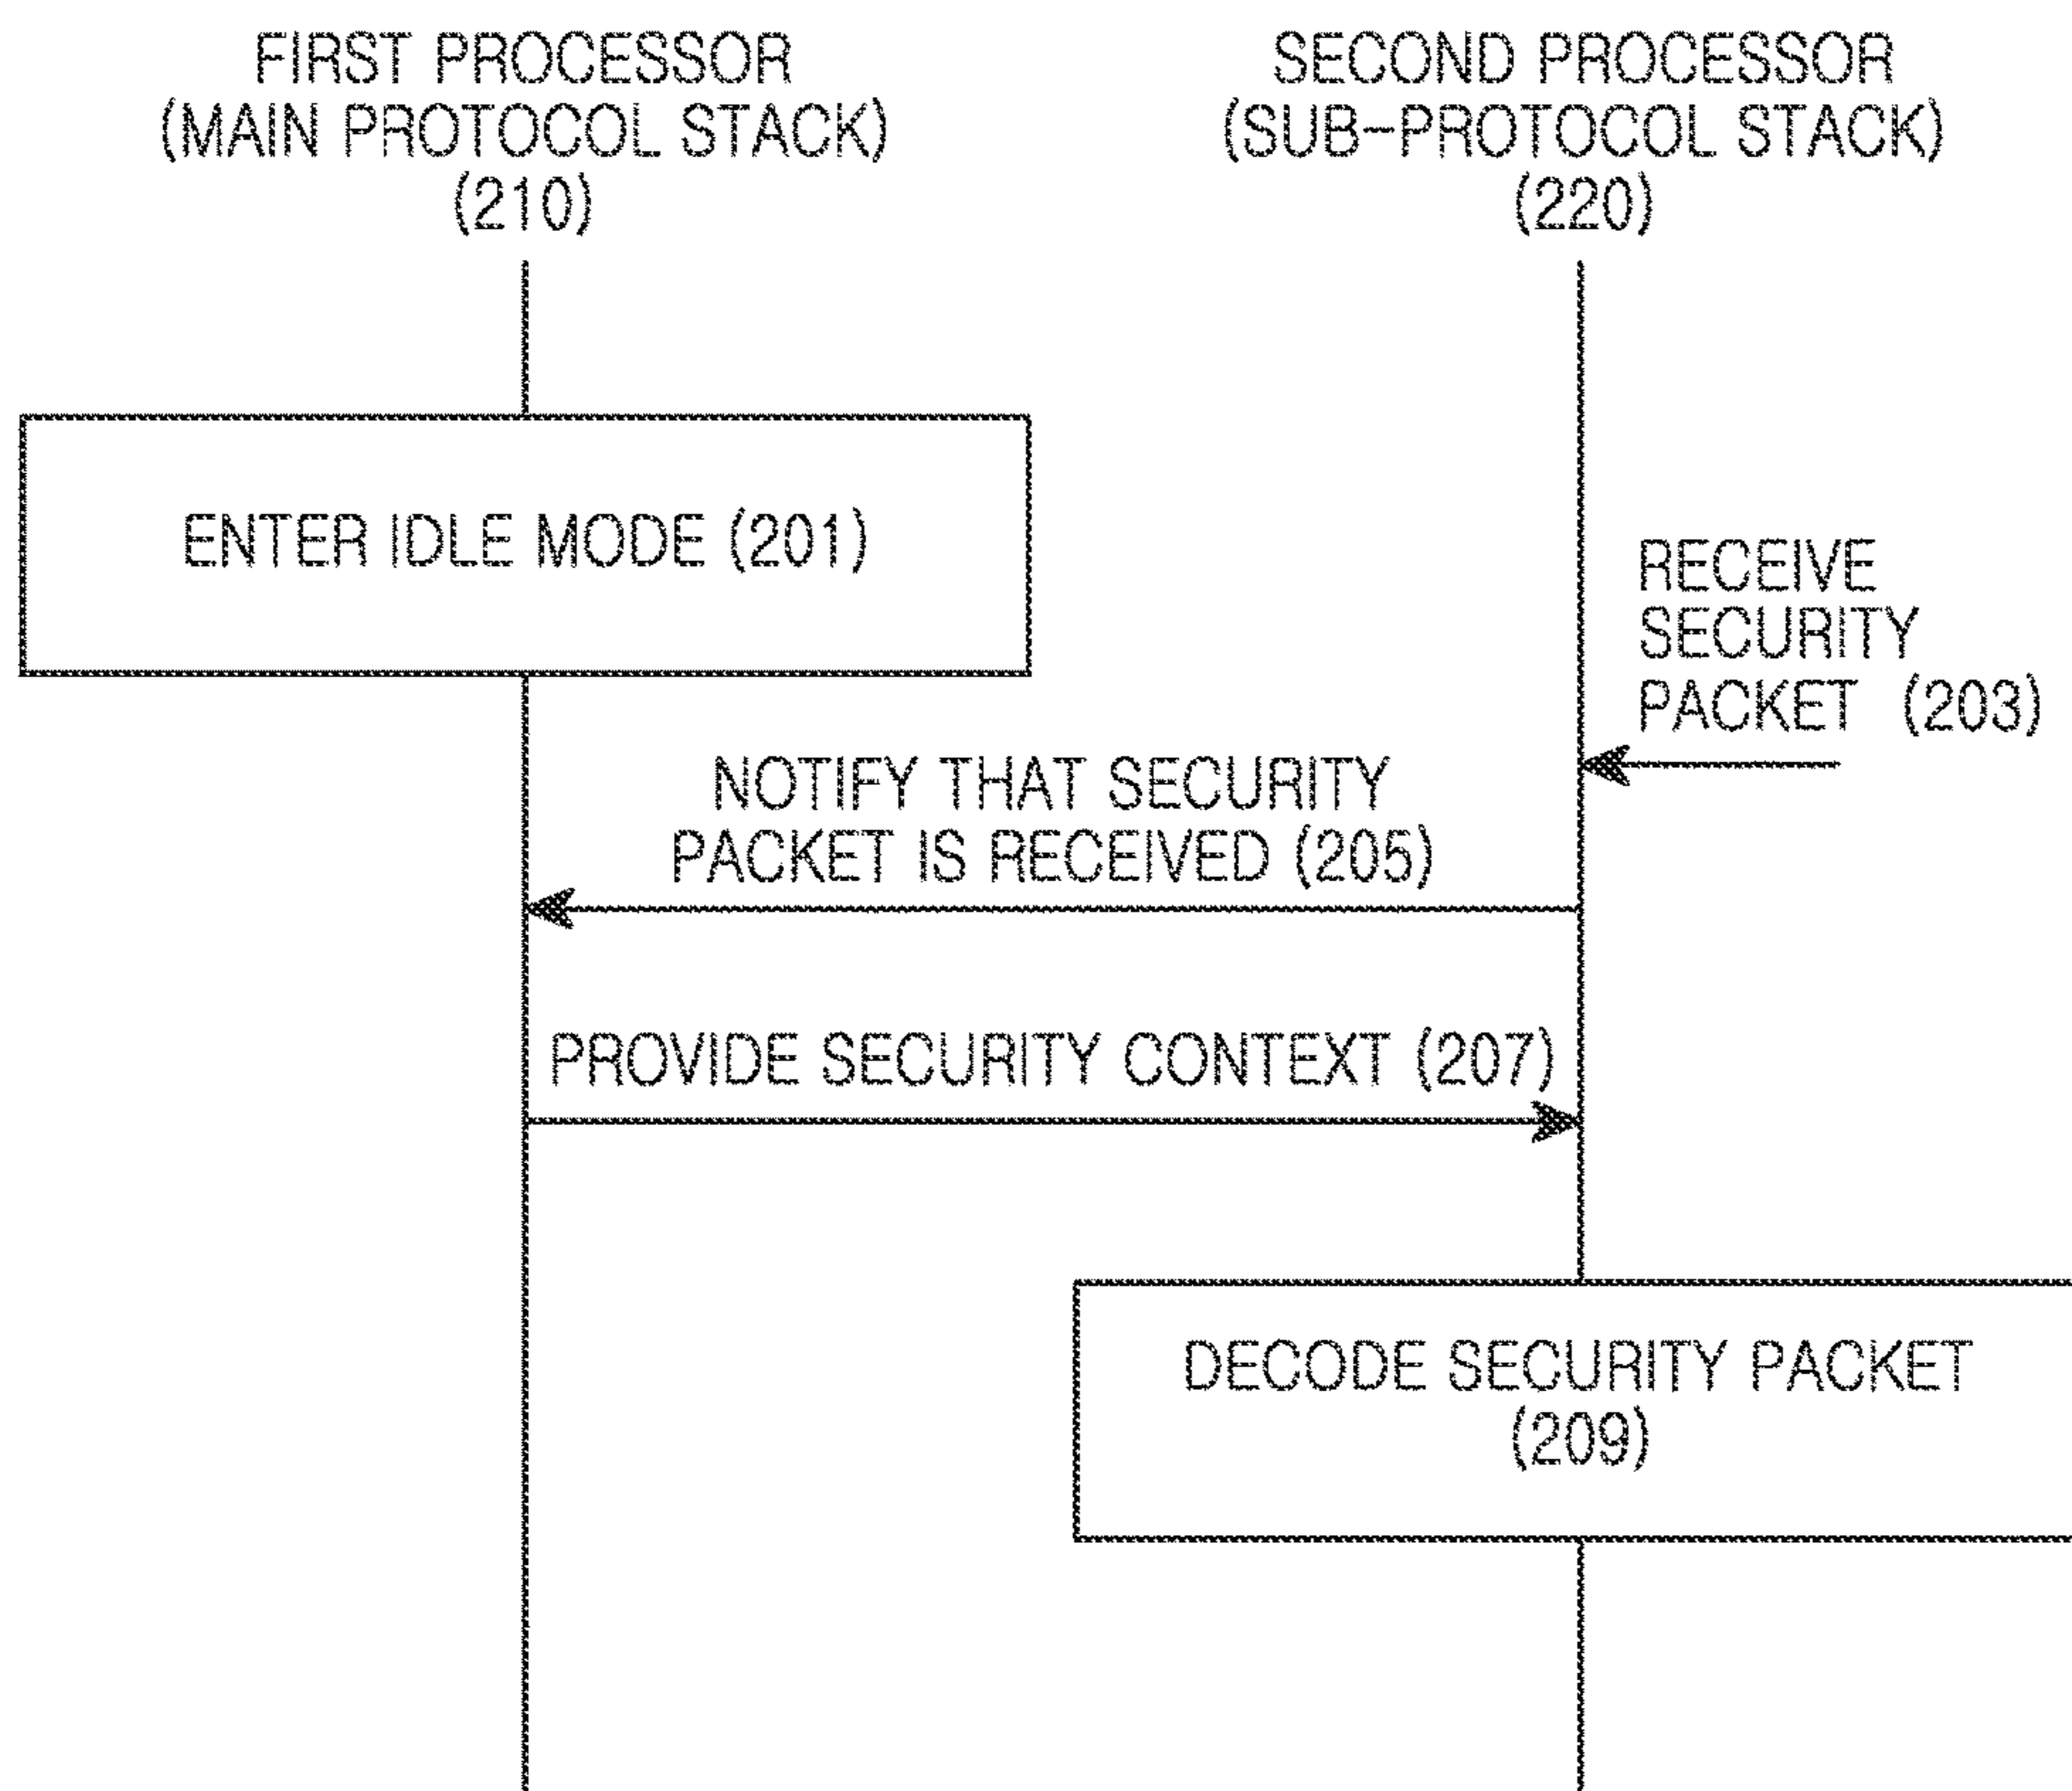 FIRST PROCESSOR
(MAIN PROTOCOL STACK)
(210)
SECOND PROCESSOR
(SUB-PROTOCOL STACK)
(220)
ENTER IDLE MODE (201)
RECEIVE
SECURITY
PACKET (203)
NOTIFY THAT SECURITY
PACKET IS RECEIVED (205)
PROVIDE SECURITY CONTEXT (207)
DECODE SECURITY PACKET
(209)